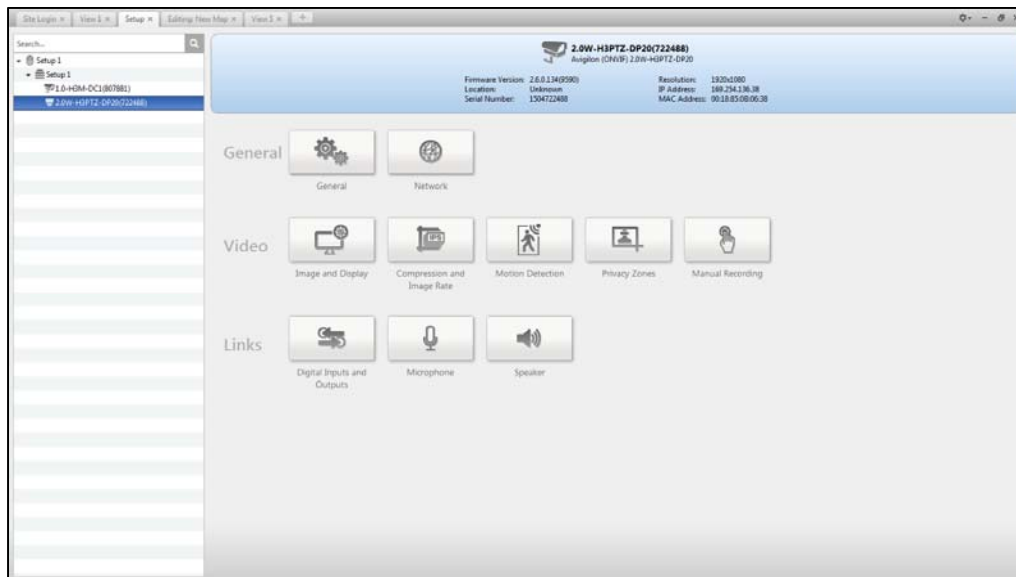 Site Login × View 1 × Setup × Editing: New Map × View 1 × +
Search...
Setup 1
Setup 1
1.0-H3M-DC1(807881)
2.0W-H3PTZ-DP20(722488)
2.0W-H3PTZ-DP20(722488)
Avigilon (ONVIF) 2.0W-H3PTZ-DP20
Firmware Version: 2.6.0.134(9590) Resolution: 1920x1080
Location: Unknown IP Address: 169.254.136.38
Serial Number: 1504722488 MAC Address: 00:18:85:0B:06:38
General
General
Network
Video
Image and Display
Compression and
Image Rate
Motion Detection
Privacy Zones
Manual Recording
Links
Digital Inputs and
Outputs
Microphone
Speaker